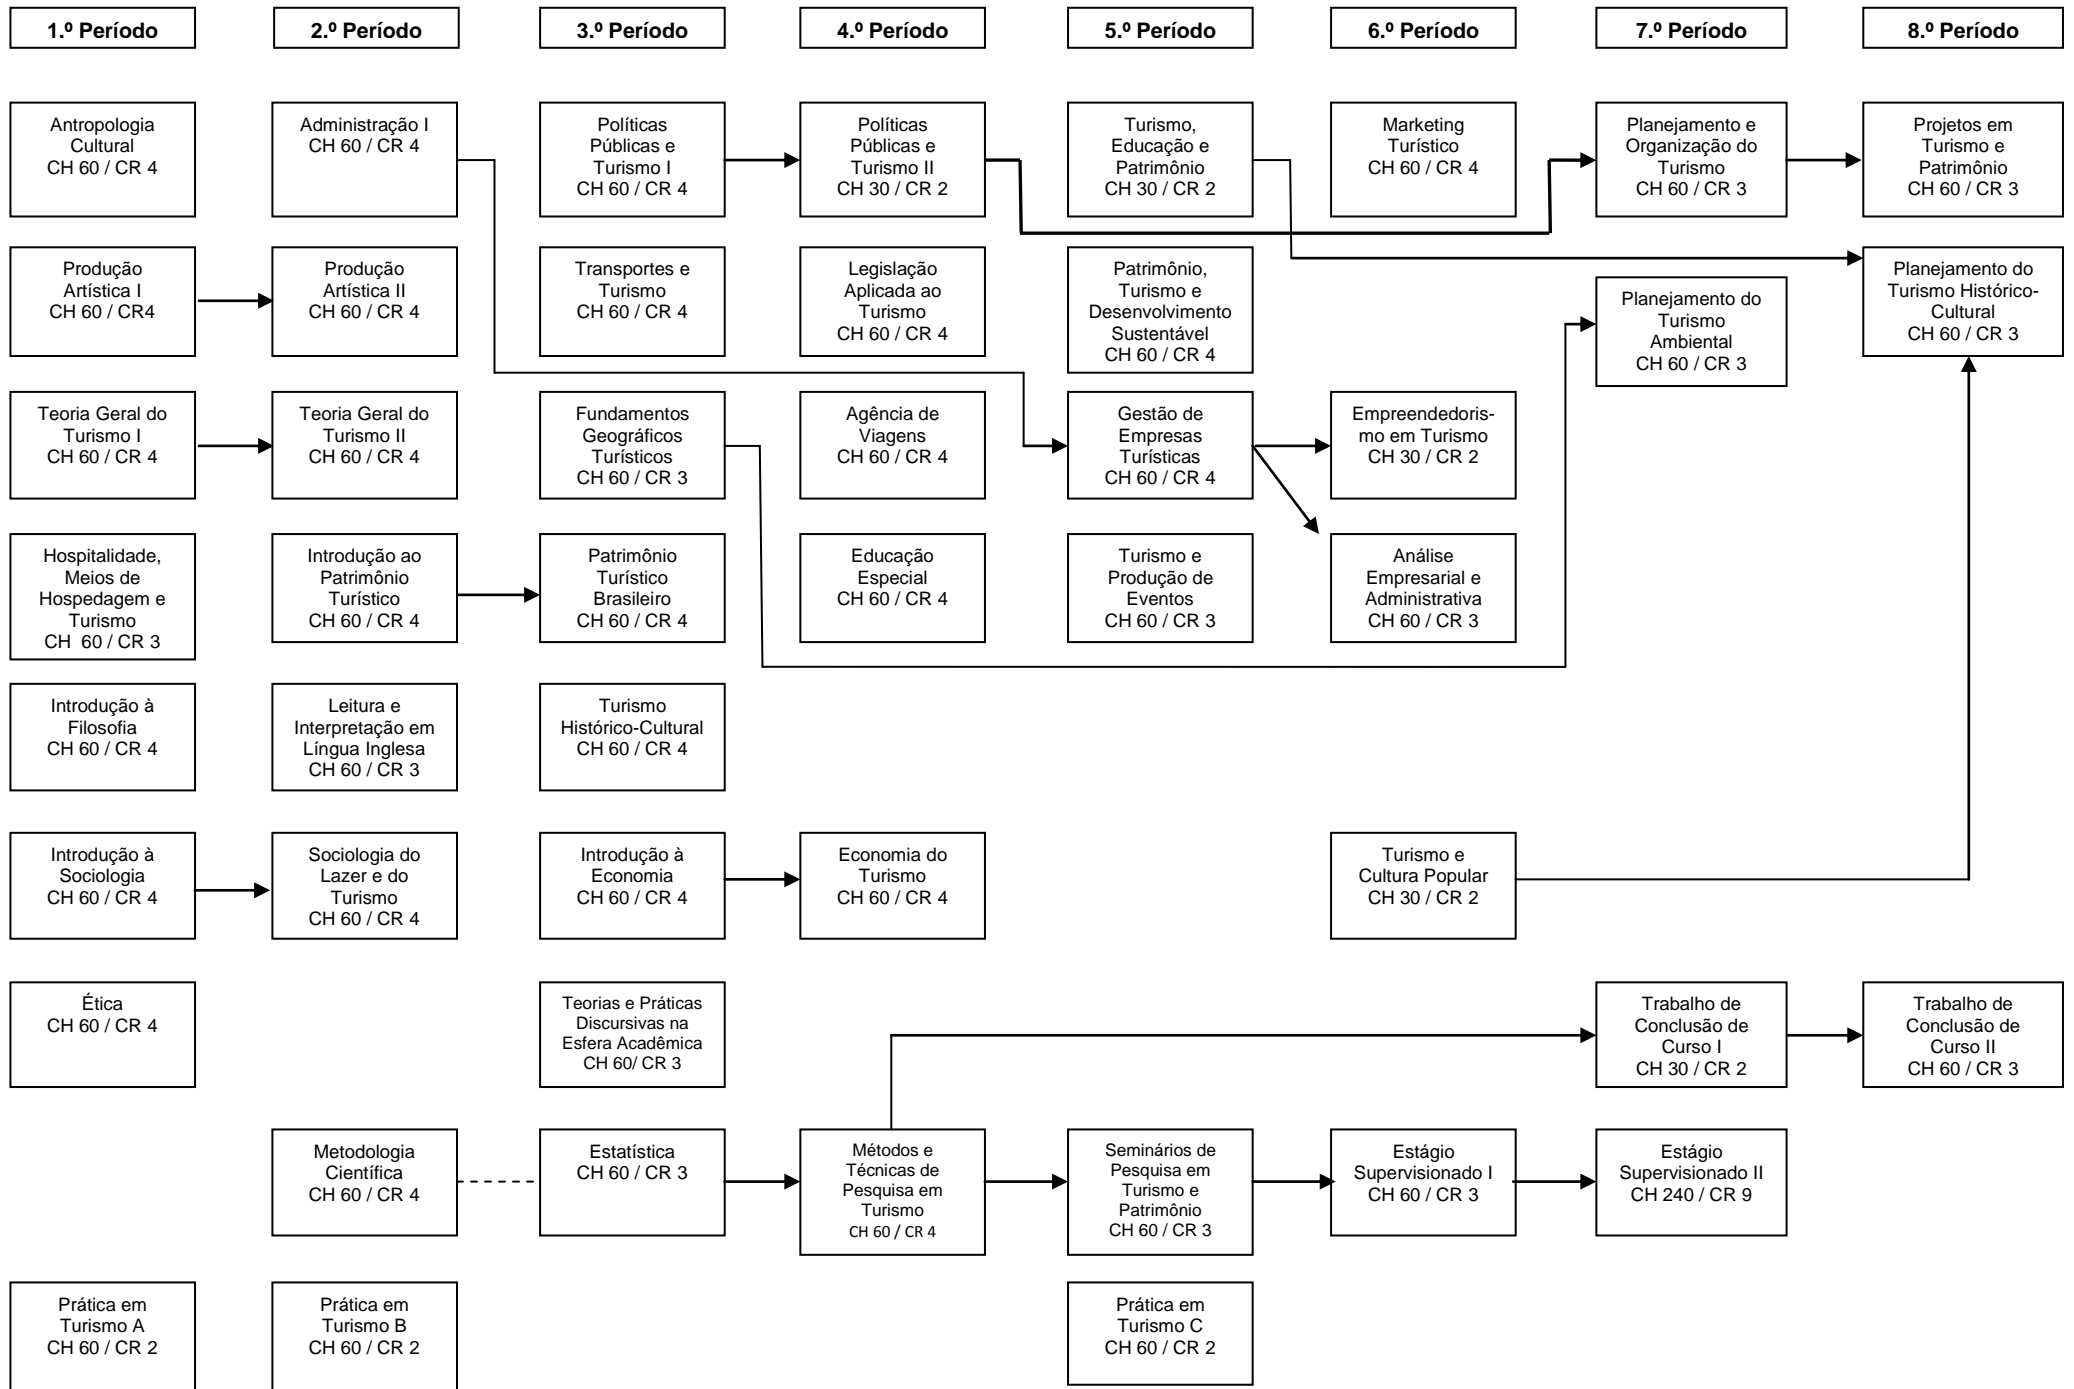 1.º Período
2.º Período
3.º Período
4.º Período
5.º Período
6.º Período
7.º Período
8.º Período
Antropologia
Cultural
CH 60 / CR 4
Administração I
CH 60 / CR 4
Políticas
Públicas e
Turismo I
CH 60 / CR 4
Políticas
Públicas e
Turismo II
CH 30 / CR 2
Turismo,
Educação e
Patrimônio
CH 30 / CR 2
Marketing
Turístico
CH 60 / CR 4
Planejamento e
Organização do
Turismo
CH 60 / CR 3
Projetos em
Turismo e
Patrimônio
CH 60 / CR 3
Produção
Artística I
CH 60 / CR4
Produção
Artística II
CH 60 / CR 4
Transportes e
Turismo
CH 60 / CR 4
Legislação
Aplicada ao
Turismo
CH 60 / CR 4
Patrimônio,
Turismo e
Desenvolvimento
Sustentável
CH 60 / CR 4
Planejamento do
Turismo
Ambiental
CH 60 / CR 3
Planejamento do
Turismo Histórico-
Cultural
CH 60 / CR 3
Teoria Geral do
Turismo I
CH 60 / CR 4
Teoria Geral do
Turismo II
CH 60 / CR 4
Fundamentos
Geográficos
Turísticos
CH 60 / CR 3
Agência de
Viagens
CH 60 / CR 4
Gestão de
Empresas
Turísticas
CH 60 / CR 4
Empreendedoris-
mo em Turismo
CH 30 / CR 2
Hospitalidade,
Meios de
Hospedagem e
Turismo
CH 60 / CR 3
Introdução ao
Patrimônio
Turístico
CH 60 / CR 4
Patrimônio
Turístico
Brasileiro
CH 60 / CR 4
Educação
Especial
CH 60 / CR 4
Turismo e
Produção de
Eventos
CH 60 / CR 3
Análise
Empresarial e
Administrativa
CH 60 / CR 3
Introdução à
Filosofia
CH 60 / CR 4
Leitura e
Interpretação em
Língua Inglesa
CH 60 / CR 3
Turismo
Histórico-Cultural
CH 60 / CR 4
Introdução à
Sociologia
CH 60 / CR 4
Sociologia do
Lazer e do
Turismo
CH 60 / CR 4
Introdução à
Economia
CH 60 / CR 4
Economia do
Turismo
CH 60 / CR 4
Turismo e
Cultura Popular
CH 30 / CR 2
Ética
CH 60 / CR 4
Teorias e Práticas
Discursivas na
Esfera Acadêmica
CH 60/ CR 3
Trabalho de
Conclusão de
Curso I
CH 30 / CR 2
Trabalho de
Conclusão de
Curso II
CH 60 / CR 3
Metodologia
Científica
CH 60 / CR 4
Estatística
CH 60 / CR 3
Métodos e
Técnicas de
Pesquisa em
Turismo
CH 60 / CR 4
Seminários de
Pesquisa em
Turismo e
Patrimônio
CH 60 / CR 3
Estágio
Supervisionado I
CH 60 / CR 3
Estágio
Supervisionado II
CH 240 / CR 9
Prática em
Turismo A
CH 60 / CR 2
Prática em
Turismo B
CH 60 / CR 2
Prática em
Turismo C
CH 60 / CR 2